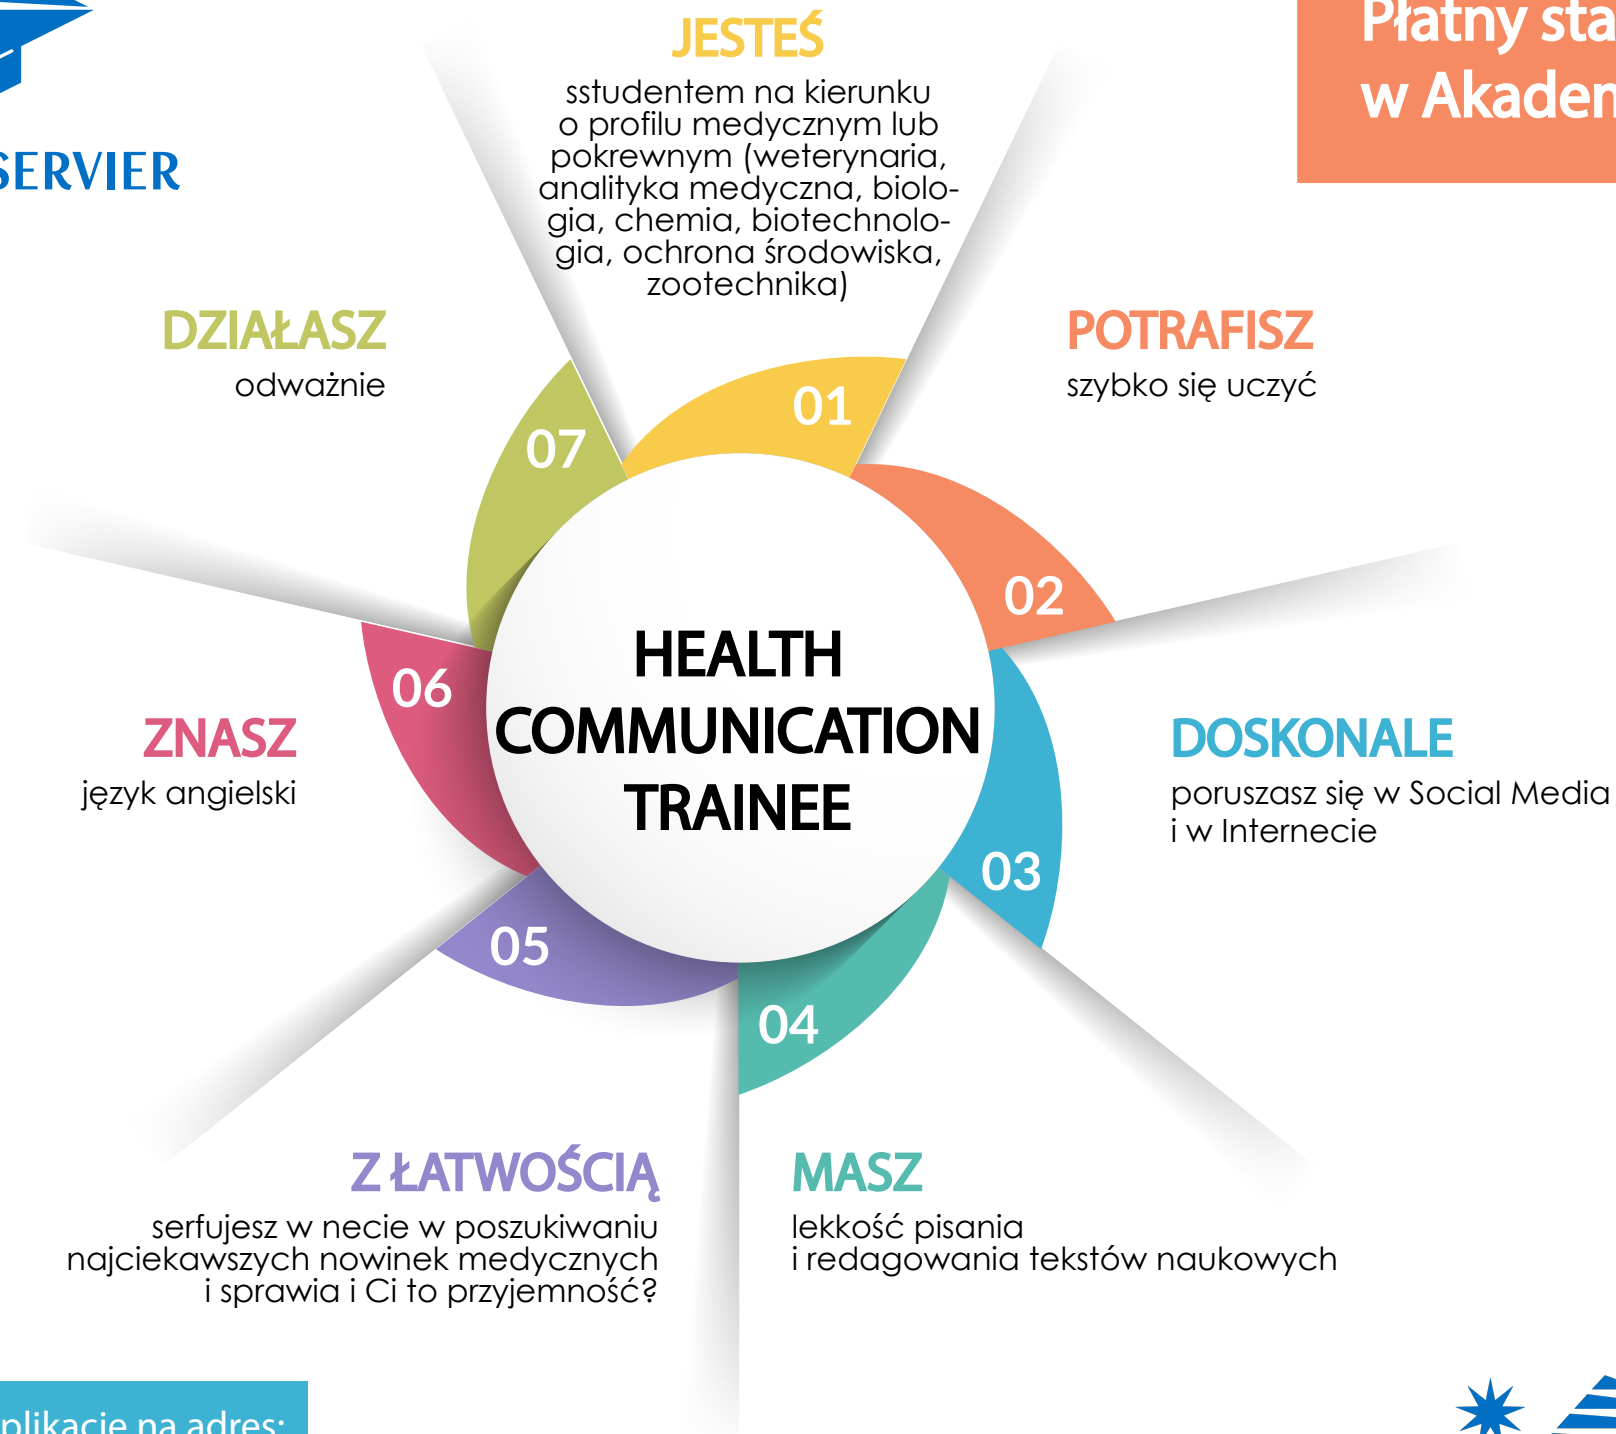 SERVIER
Płatny
w
JESTEŚ
sstudentem na kierunku
o profilu medycznym lub
pokrewnym (weterynaria,
analityka medyczna, biolo-
gia, chemia, biotechnolo-
gia, ochrona środowiska,
zootechnika)
01
POTRAFISZ
szybko się uczyć
02
DOSKONALE
poruszasz się w Social Media
i w Internecie
03
MASZ
lekkość pisania
i redagowania tekstów naukowych
04
Z ŁATWOŚCIĄ
serfujesz w necie w poszukiwaniu
najciekawszych nowinek medycznych
i sprawia i Ci to przyjemność?
05
ZNASZ
język angielski
06
DZIAŁASZ
odważnie
07
HEALTH
COMMUNICATION
TRAINEE
na adres: